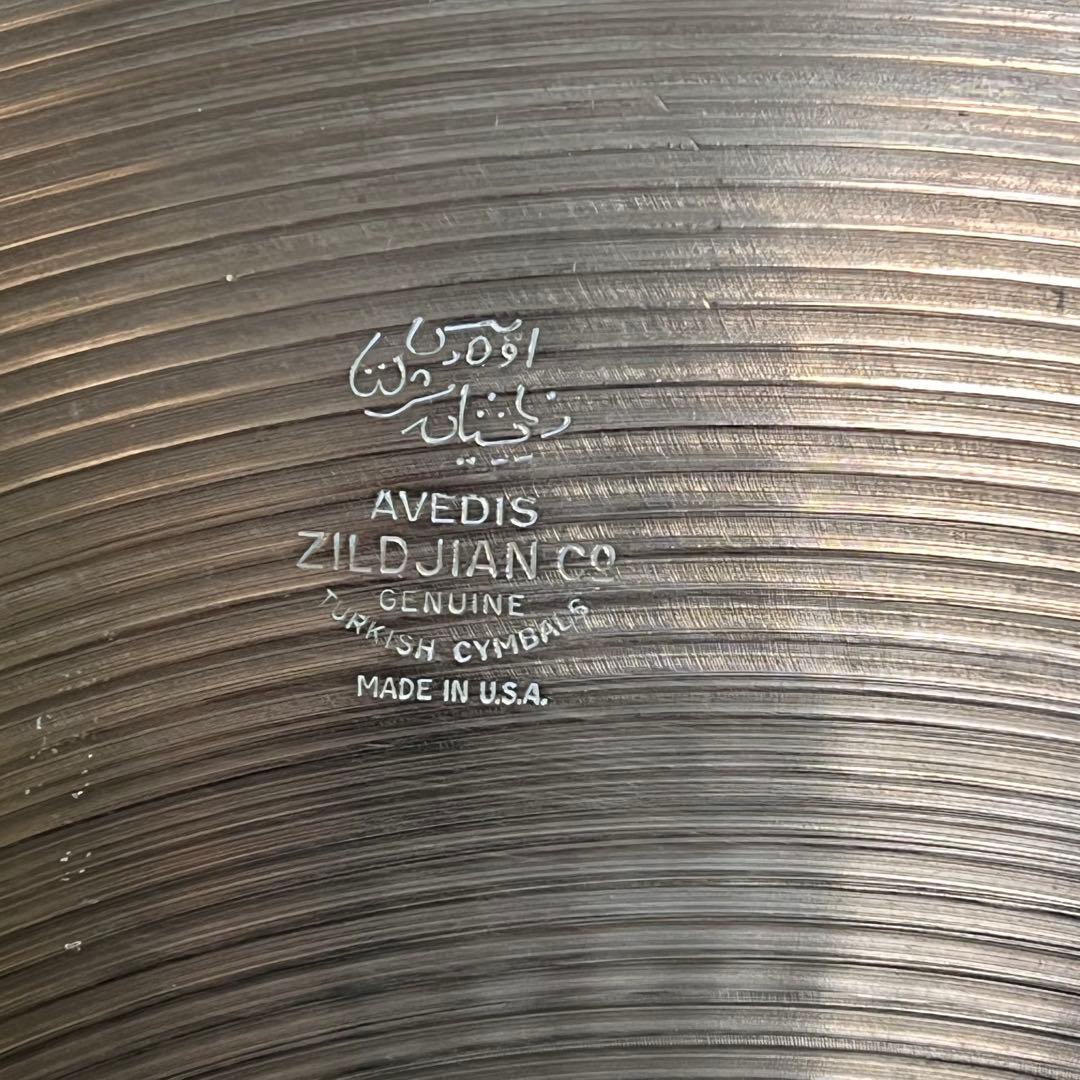 AVEDIS
ZILDJIAN Co
GENUINE
TURKISH CYMBALS
MADE IN U.S.A.